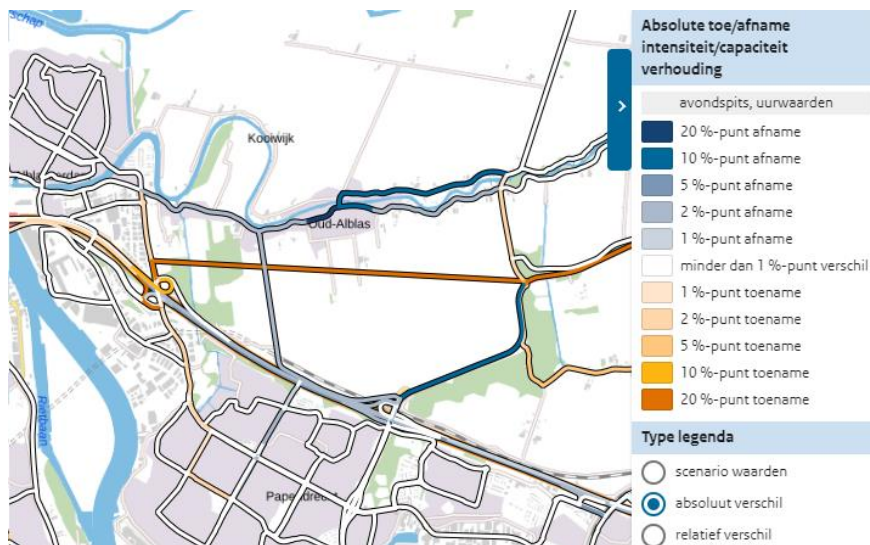 Kooiwijk
Oud-Alblas
Rietbaan
Absolute toe/afname
intensiteit/capaciteit
verhouding
avondspits, uurwaarden
20 %-punt afname
10 %-punt afname
5 %-punt afname
2 %-punt afname
1 %-punt afname
minder dan 1 %-punt verschil
1 %-punt toename
2 %-punt toename
5 %-punt toename
10 %-punt toename
20 %-punt toename
Type legenda
scenario waarden
absoluut verschil
relatief verschil